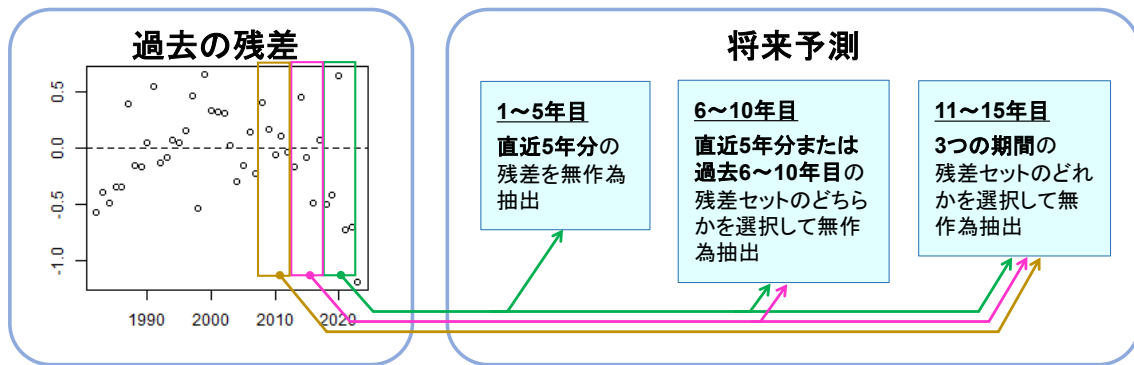 過去の残差
0.5
0.0
-0.5
-1.0
1990
2000
2010
2020
将来予測
1～5年目
直近5年分の
残差を無作為
抽出
6～10年目
直近5年分または
過去6～10年目の
残差セットのどちら
かを選択して無作
為抽出
11～15年目
3つの期間の
残差セットのどれ
かを選択して無
作為抽出